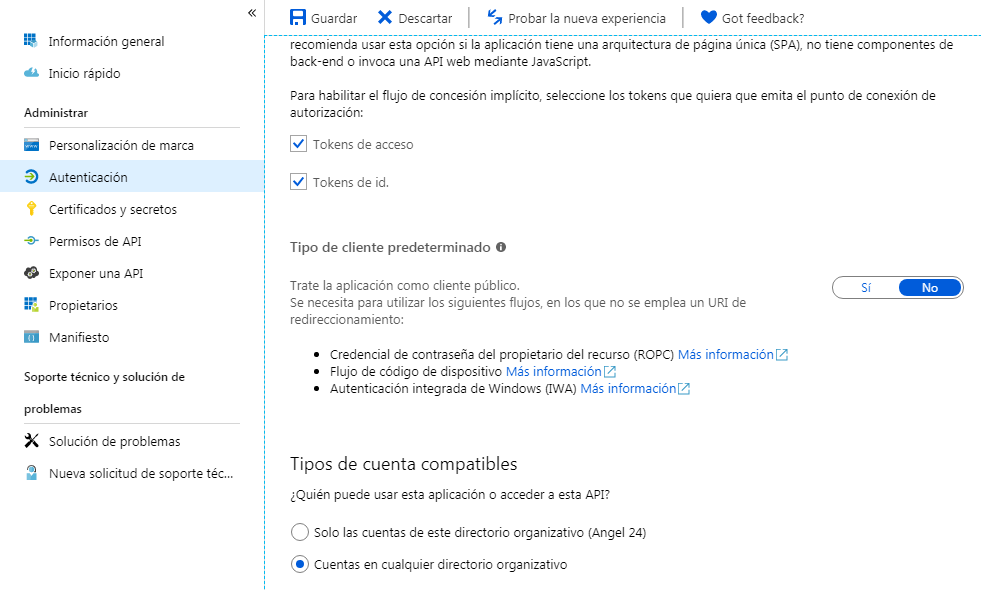 «
Información general
Inicio rápido
Administrar
Personalización de marca
Autenticación
Certificados y secretos
Permisos de API
Exponer una API
Propietarios
Manifiesto
Soporte técnico y solución de
problemas
Solución de problemas
Nueva solicitud de soporte téc...
Guardar
Descartar
Probar la nueva experiencia
Got feedback?
recomienda usar esta opción si la aplicación tiene una arquitectura de página única (SPA), no tiene componentes de
back-end o invoca una API web mediante JavaScript.
Para habilitar el flujo de concesión implícito, seleccione los tokens que quiera que emita el punto de conexión de
autorización:
Tokens de acceso
Tokens de id.
Tipo de cliente predeterminado
Trate la aplicación como cliente público.
Se necesita para utilizar los siguientes flujos, en los que no se emplea un URI de
redireccionamiento:
Sí No
• Credencial de contraseña del propietario del recurso (ROPC) Más información
• Flujo de código de dispositivo Más información
• Autenticación integrada de Windows (IWA) Más información
Tipos de cuenta compatibles
¿Quién puede usar esta aplicación o acceder a esta API?
Solo las cuentas de este directorio organizativo (Angel 24)
Cuentas en cualquier directorio organizativo